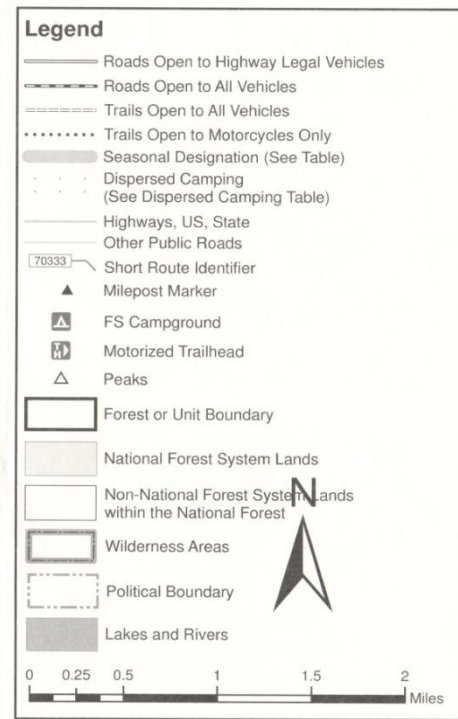 Legend
Roads Open to Highway Legal Vehicles
Roads Open to All Vehicles
Trails Open to All Vehicles
Trails Open to Motorcycles Only
Seasonal Designation (See Table)
Dispersed Camping
(See Dispersed Camping Table)
Highways, US, State
Other Public Roads
70333 Short Route Identifier
Milepost Marker
FS Campground
TH Motorized Trailhead
Peaks
Forest or Unit Boundary
National Forest System Lands
N
Non-National Forest System Lands
within the National Forest
Wilderness Areas
Political Boundary
Lakes and Rivers
0 0.25 0.5 1 1.5 2
Miles